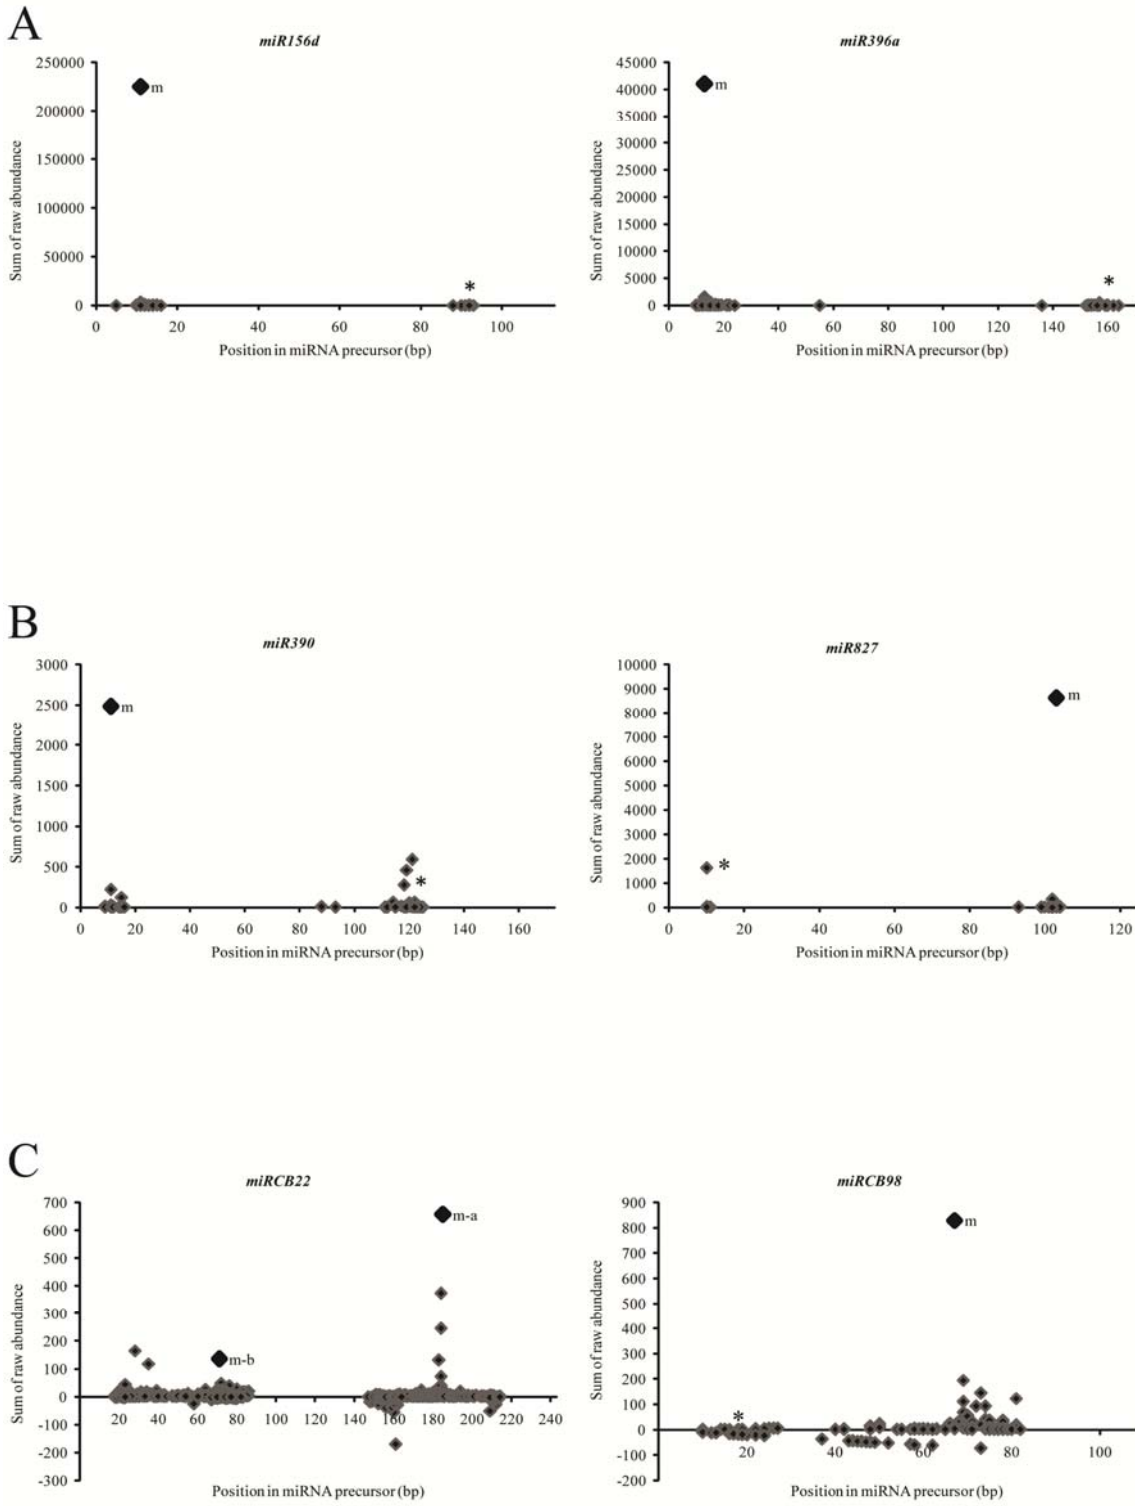 A
miR156d
miR396a
250000
200000
150000
100000
50000
0
Sum of raw abundance
m
*
0 20 40 60 80 100
Position in miRNA precursor (bp)
45000
40000
35000
30000
25000
20000
15000
10000
5000
0
Sum of raw abundance
m
*
0 20 40 60 80 100 120 140 160
Position in miRNA precursor (bp)
B
miR390
miR827
3000
2500
2000
1500
1000
500
0
Sum of raw abundance
m
*
0 20 40 60 80 100 120 140 160
Position in miRNA precursor (bp)
10000
9000
8000
7000
6000
5000
4000
3000
2000
1000
0
Sum of raw abundance
m
*
0 20 40 60 80 100 120
Position in miRNA precursor (bp)
C
miRCB22
miRCB98
700
600
500
400
300
200
100
0
-100
-200
-300
Sum of raw abundance
m-a
m-b
20 40 60 80 100 120 140 160 180 200 220 240
Position in miRNA precursor (bp)
900
800
700
600
500
400
300
200
100
0
-100
-200
Sum of raw abundance
m
*
20 40 60 80 100
Position in miRNA precursor (bp)